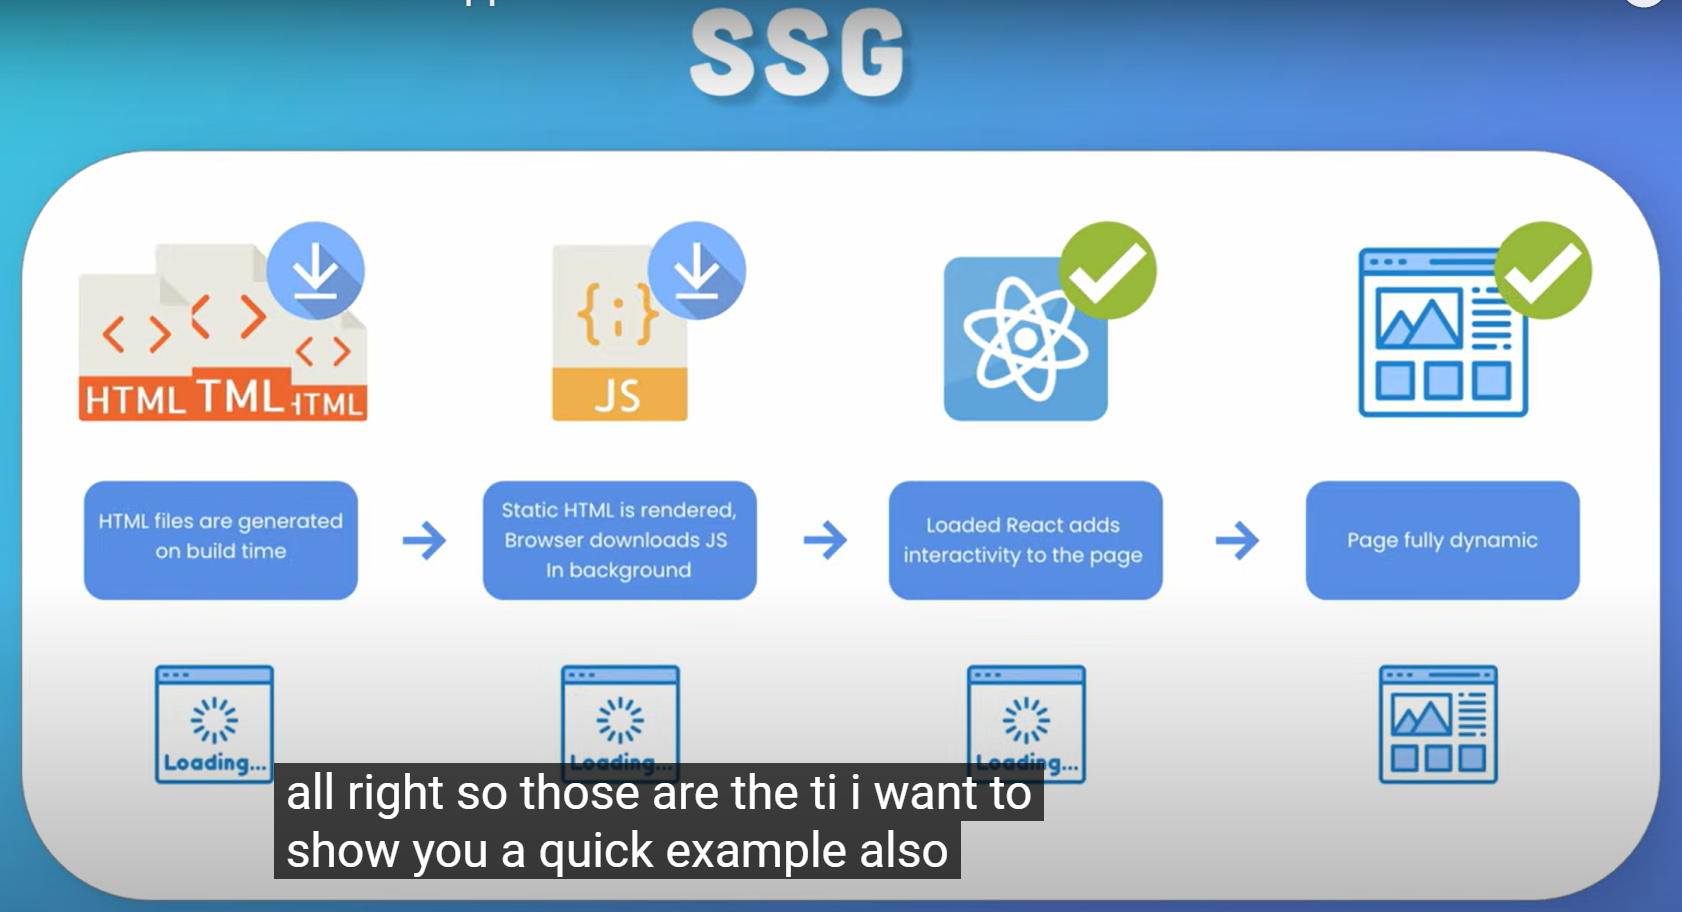 SSG
HTML TML HTML
JS
HTML files are generated
on build time
Static HTML is rendered,
Browser downloads JS
In background
Loaded React adds
interactivity to the page
Page fully dynamic
Loading...
Loading...
Loading...
all right so those are the ti i want to
show you a quick example also